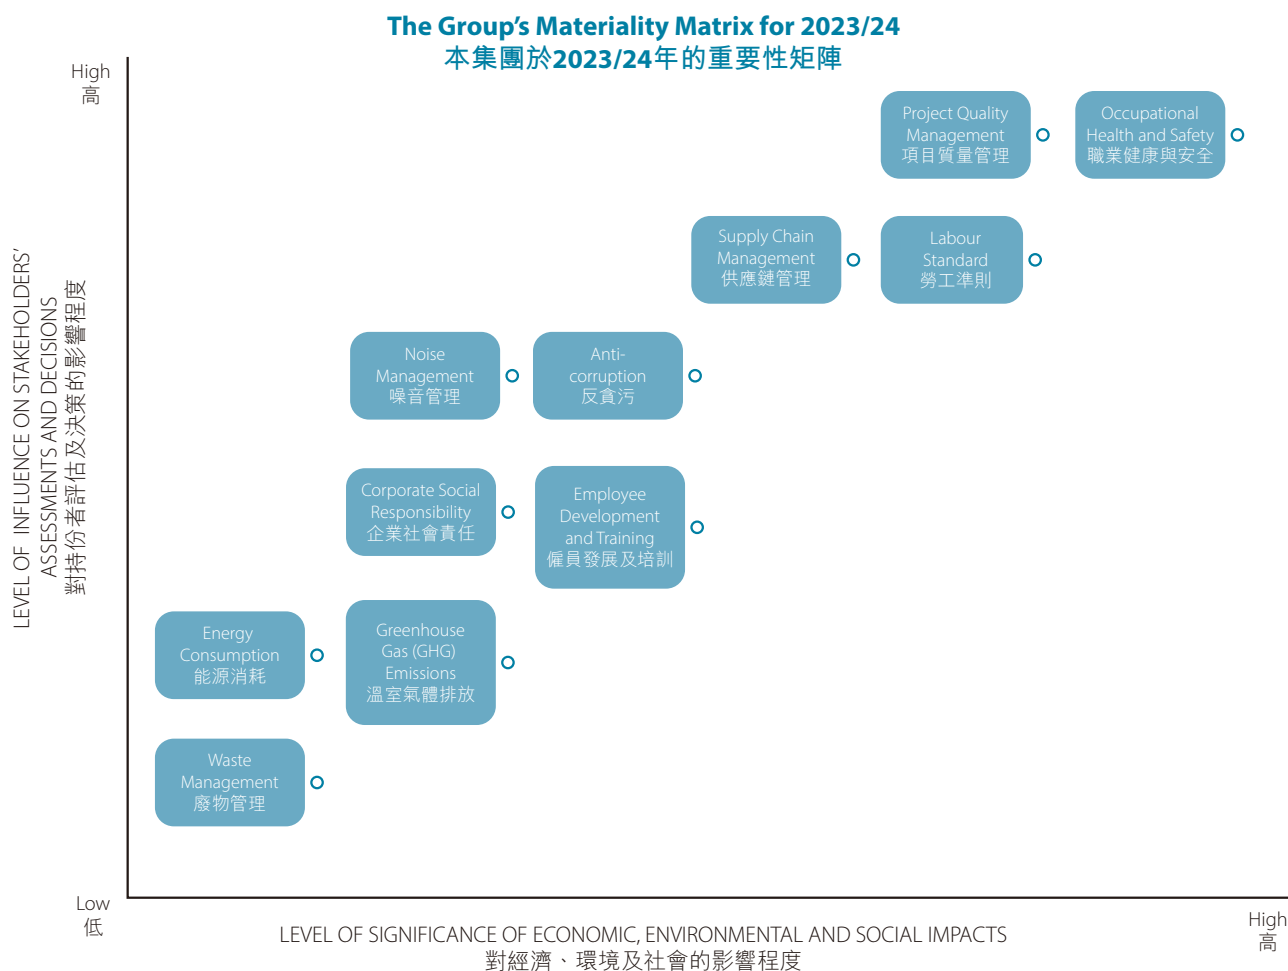 The Group's Materiality Matrix for 2023/24
本集團於2023/24年的重要性矩陣
High
高
Project Quality
Management
項目質量管理
Occupational
Health and Safety
職業健康與安全
Supply Chain
Management
供應鏈管理
Labour
Standard
勞工準則
Noise
Management
噪音管理
Anti-
corruption
反貪污
Corporate Social
Responsibility
企業社會責任
Employee
Development
and Training
僱員發展及培訓
Energy
Consumption
能源消耗
Greenhouse
Gas (GHG)
Emissions
溫室氣體排放
Waste
Management
廢物管理
LEVEL OF INFLUENCE ON STAKEHOLDERS'
ASSESSMENTS AND DECISIONS
對持份者評估及決策的影響程度
Low
低
LEVEL OF SIGNIFICANCE OF ECONOMIC, ENVIRONMENTAL AND SOCIAL IMPACTS
對經濟、環境及社會的影響程度
High
高